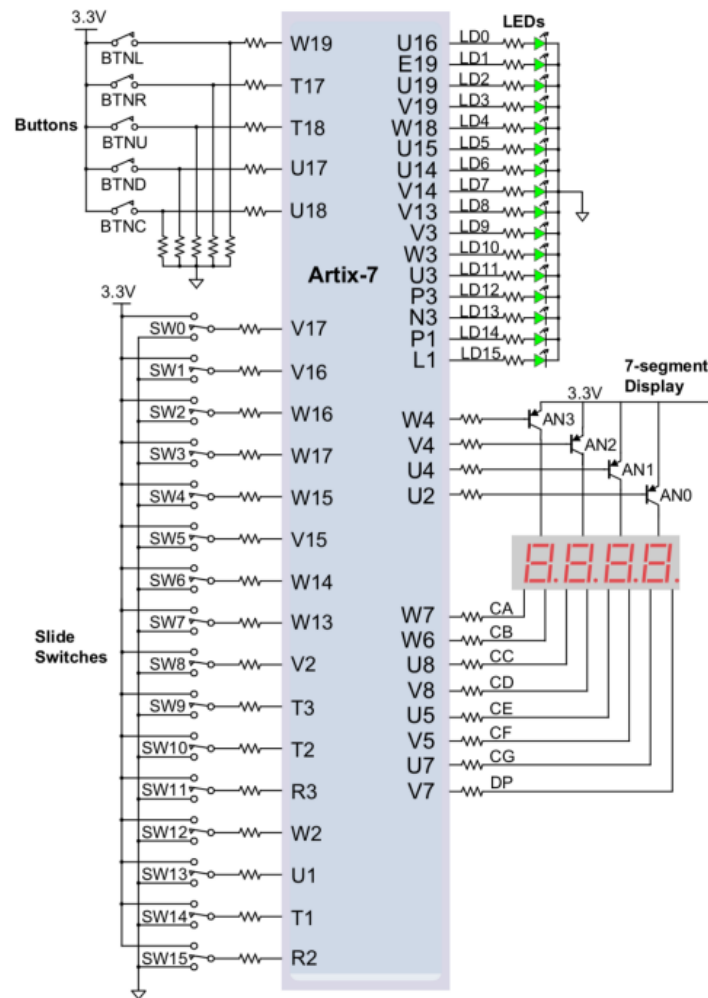 3.3V
BTNL
W19
BTNR
T17
Buttons
BTNU
T18
BTND
U17
BTNC
U18
Artix-7
LEDs
U16 LD0
E19 LD1
U19 LD2
V19 LD3
W18 LD4
U15 LD5
U14 LD6
V14 LD7
V13 LD8
V3 LD9
W3 LD10
U3 LD11
P3 LD12
N3 LD13
P1 LD14
L1 LD15
3.3V
SW0 V17
SW1 V16
SW2 W16
SW3 W17
SW4 W15
SW5 V15
SW6 W14
SW7 W13
Slide
Switches
SW8 V2
SW9 T3
SW10 T2
SW11 R3
SW12 W2
SW13 U1
SW14 T1
SW15 R2
7-segment
Display
3.3V
W4 AN3
V4 AN2
U4 AN1
U2 AN0
8.8.8.8.
W7 CA
W6 CB
U8 CC
V8 CD
U5 CE
V5 CF
U7 CG
V7 DP